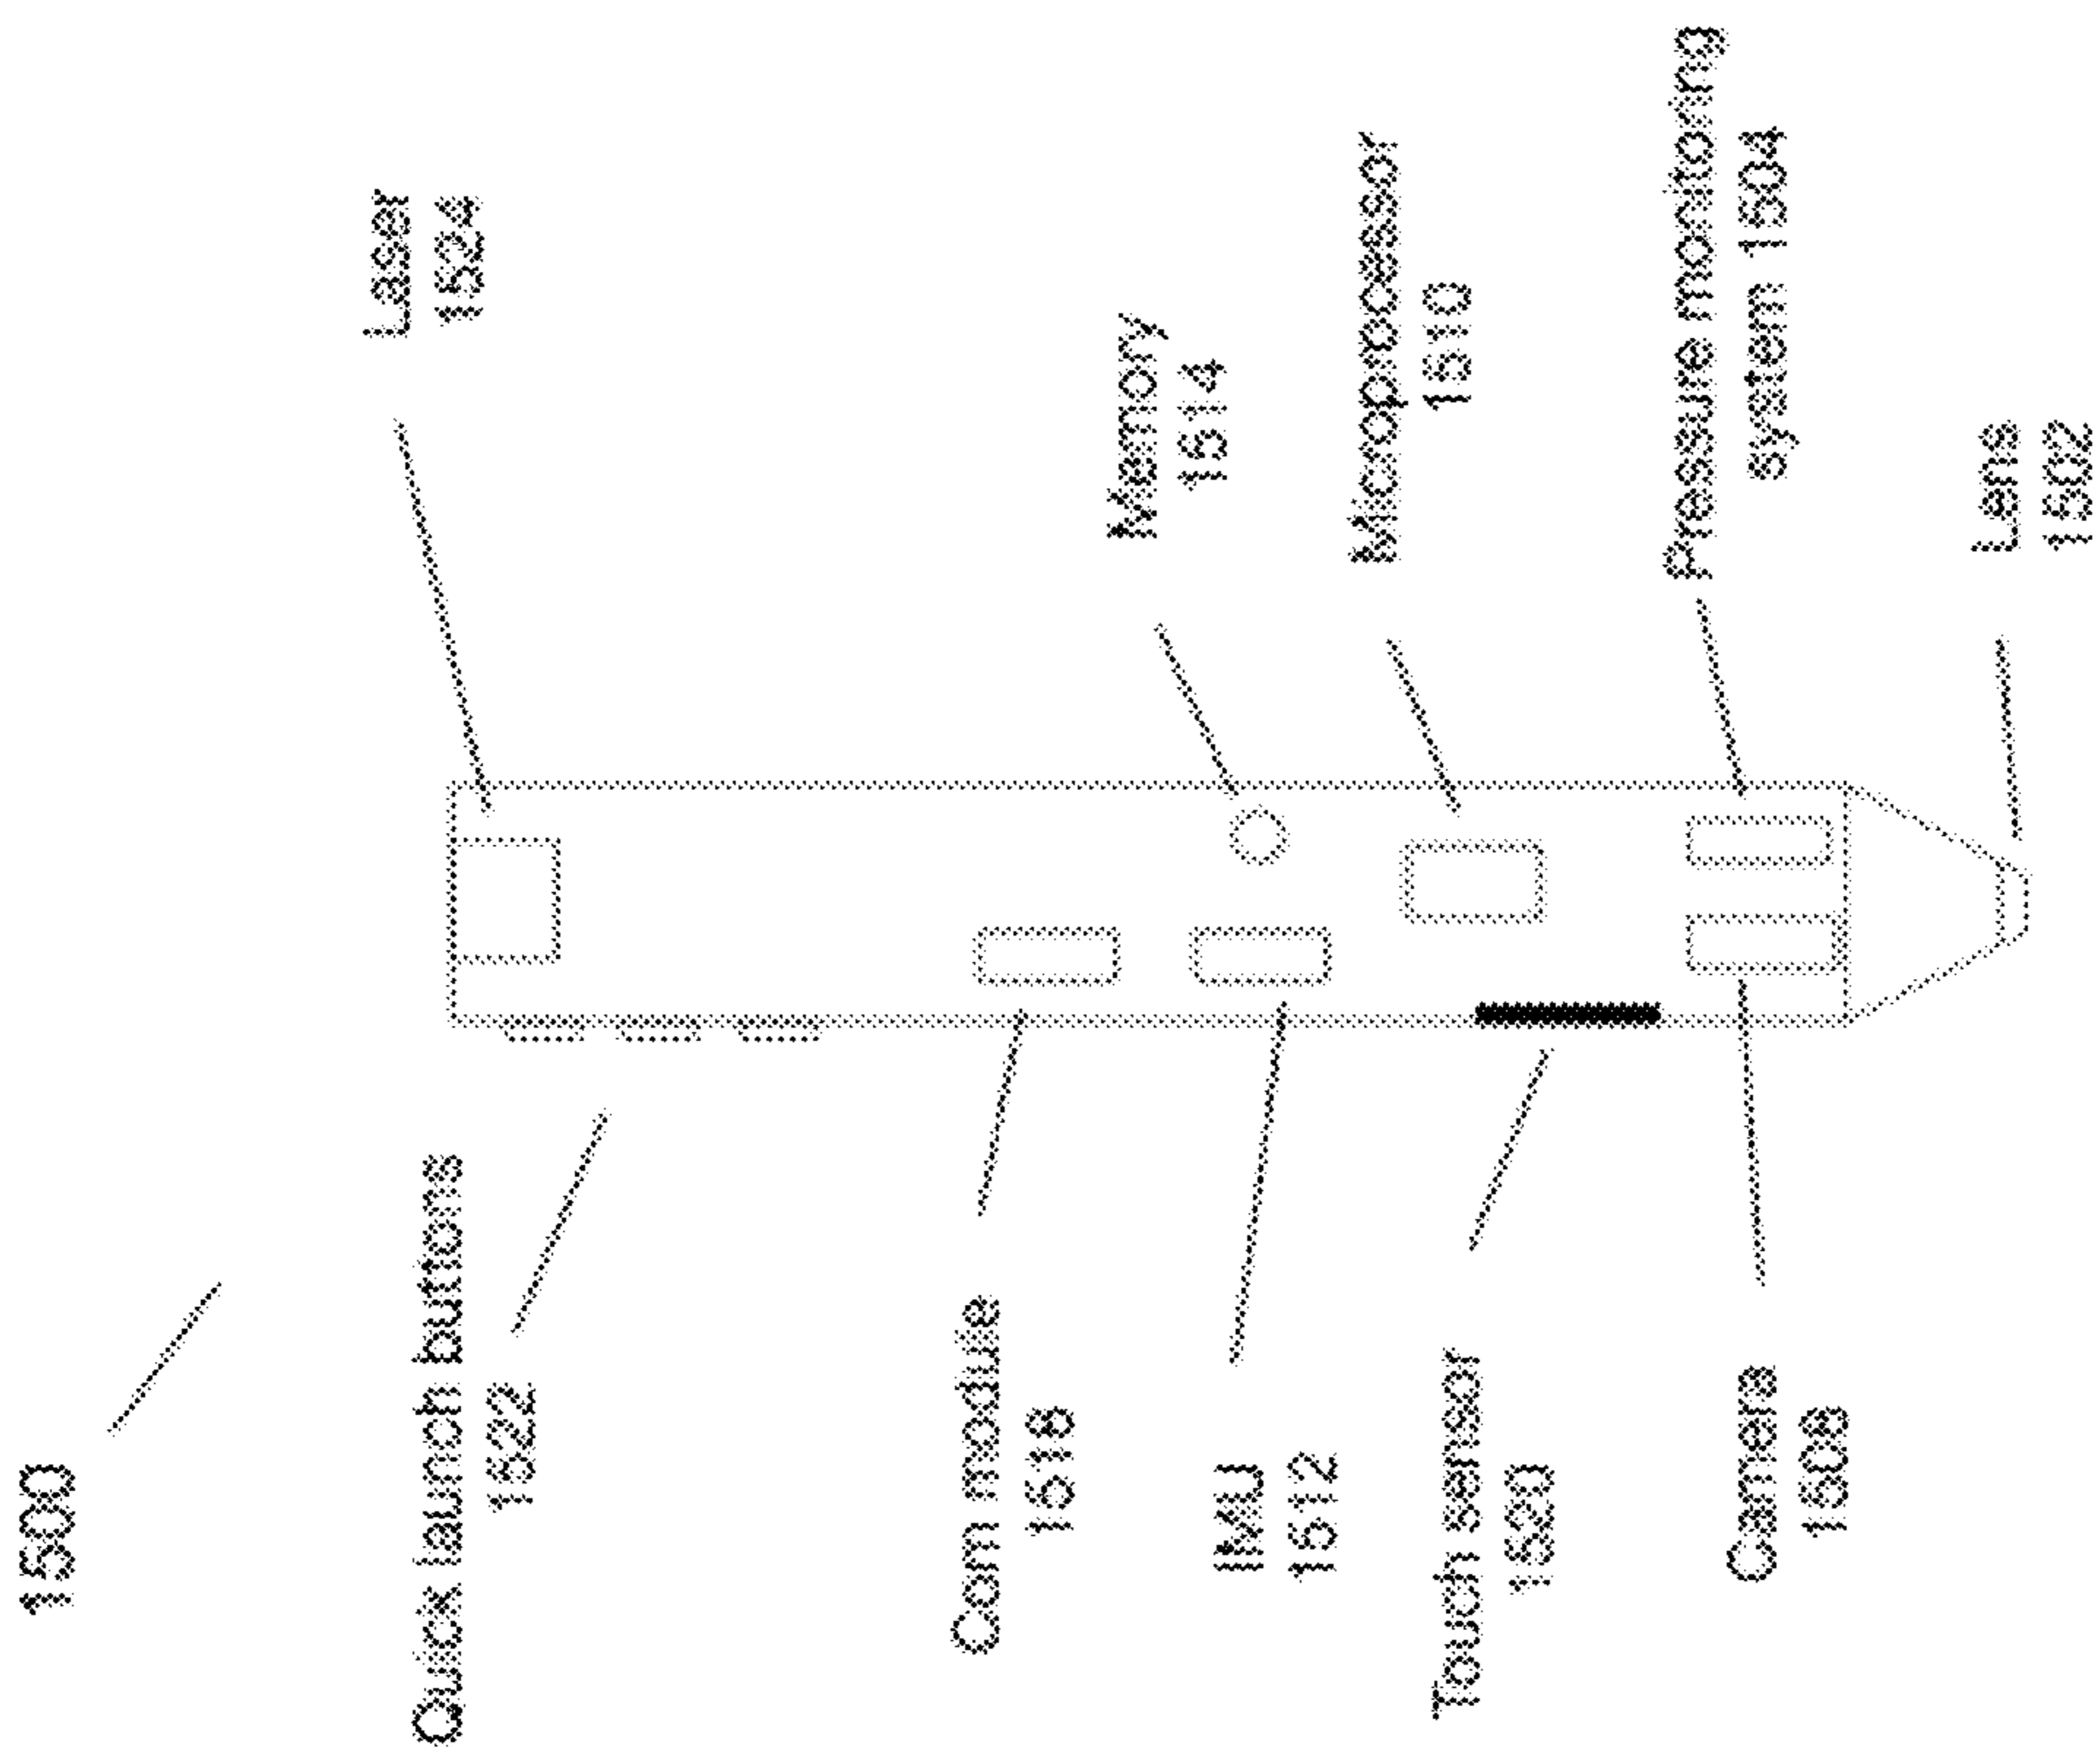 1500
Laser
1524
Quick launch buttons
1522
Com module
1516
Memory
1514
IMU
1512
Microprocessor
1510
Touch sensor
1520
Pressure monitoring
system 1504
Camera
1508
Lens
1502